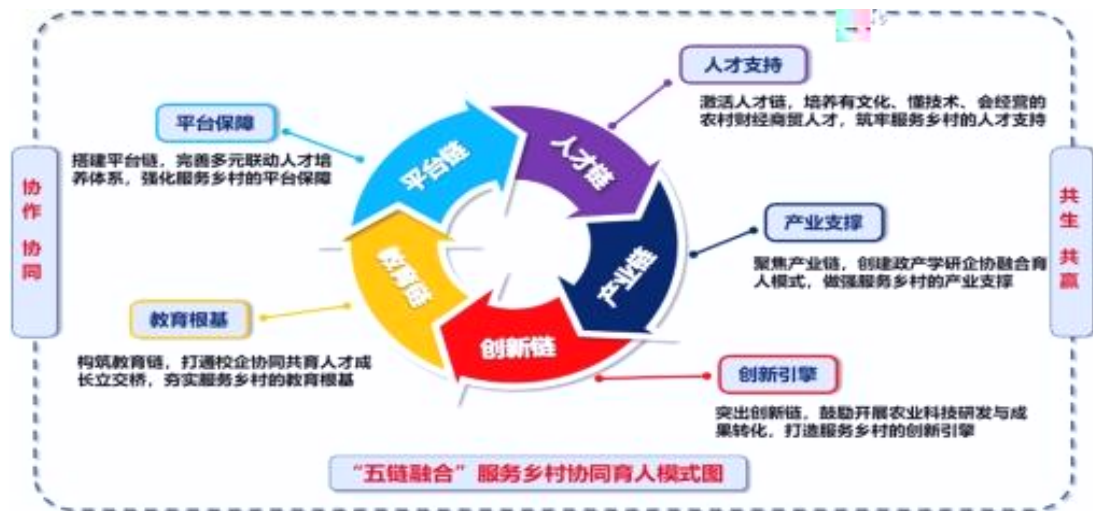 人才支持
激活人才链，培养有文化、懂技术、会经营的
农村财经商贸人才，筑牢服务乡村的人才支持
平台保障
搭建平台链，完善多元联动人才培
养体系，强化服务乡村的平台保障
平台链
人才链
协作 协同
共生 共赢
产业支撑
聚焦产业链，创建政产学研企协融合育
人模式，做强服务乡村的产业支撑
教育链
产业链
创新链
教育根基
构筑教育链，打通校企协同共育人才成
长立交桥，夯实服务乡村的教育根基
创新引擎
突出创新链，鼓励开展农业科技研发与成
果转化，打造服务乡村的创新引擎
“五链融合”服务乡村协同育人模式图